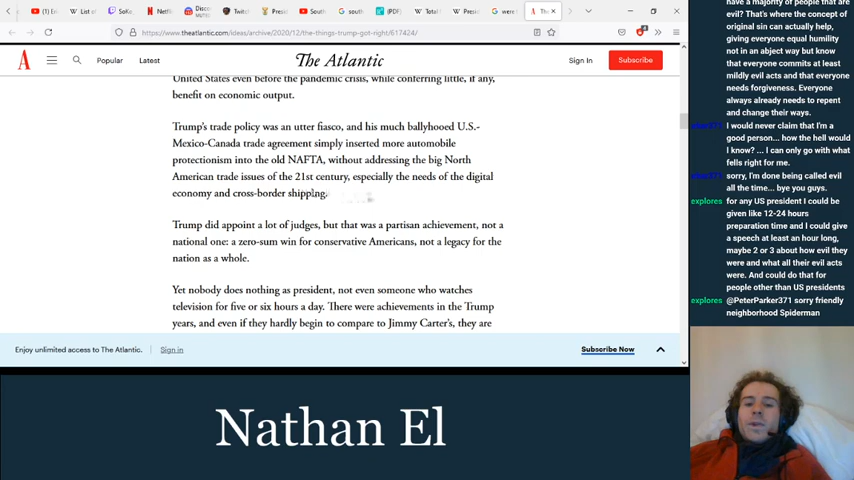 (1) E
List of
SoKo
Netfli
Disco
Twitch
Presid
South
south
(PDF)
Total
Presi
were t
The
https://www.theatlantic.com/ideas/archive/2020/12/the-things-trump-got-right/617424/
Popular
Latest
The Atlantic
Sign In
Subscribe
United States even before the pandemic crisis, while conferring little, if any,
benefit on economic output.
Trump's trade policy was an utter fiasco, and his much ballyhooed U.S.-
Mexico-Canada trade agreement simply inserted more automobile
protectionism into the old NAFTA, without addressing the big North
American trade issues of the 21st century, especially the needs of the digital
economy and cross-border shipping.
Trump did appoint a lot of judges, but that was a partisan achievement, not a
national one: a zero-sum win for conservative Americans, not a legacy for the
nation as a whole.
Yet nobody does nothing as president, not even someone who watches
television for five or six hours a day. There were achievements in the Trump
years, and even if they hardly begin to compare to Jimmy Carter's, they are
Enjoy unlimited access to The Atlantic.
Sign in
Subscribe Now
Nathan El
have a majority of people that are
evil? That's where the concept of
original sin can actually help,
giving everyone equal humility
not in an abject way but know
that everyone commits at least
mildly evil acts and that everyone
needs forgiveness. Everyone
always already needs to repent
and change their ways.
I would never claim that I'm a
good person... how the hell would
I know? ... I can only go with what
fells right for me.
sorry, I'm done being called evil
all the time... bye you guys.
explores
for any US president I could be
given like 12-24 hours
preparation time and I could give
a speech at least an hour long,
maybe 2 or 3 about how evil they
were and what all their evil acts
were. And could do that for
people other than US presidents
explores
@PeterParker371 sorry friendly
neighborhood Spiderman